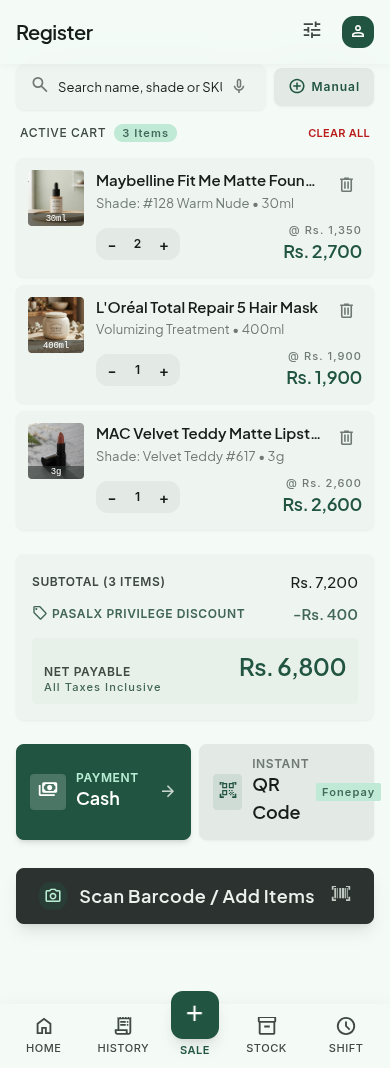 Register
Search name, shade or SKU
Manual
ACTIVE CART
3 Items
CLEAR ALL
Maybelline Fit Me Matte Foun...
Shade: #128 Warm Nude • 30ml
30ml
- 2 +
@ Rs. 1,350
Rs. 2,700
L'Oréal Total Repair 5 Hair Mask
Volumizing Treatment • 400ml
400ml
- 1 +
@ Rs. 1,900
Rs. 1,900
MAC Velvet Teddy Matte Lipst...
Shade: Velvet Teddy #617 • 3g
3g
- 1 +
@ Rs. 2,600
Rs. 2,600
SUBTOTAL (3 ITEMS)
Rs. 7,200
PASALX PRIVILEGE DISCOUNT
-Rs. 400
NET PAYABLE
All Taxes Inclusive
Rs. 6,800
PAYMENT
Cash
INSTANT
QR
Code
Fonepay
Scan Barcode / Add Items
HOME
HISTORY
SALE
STOCK
SHIFT